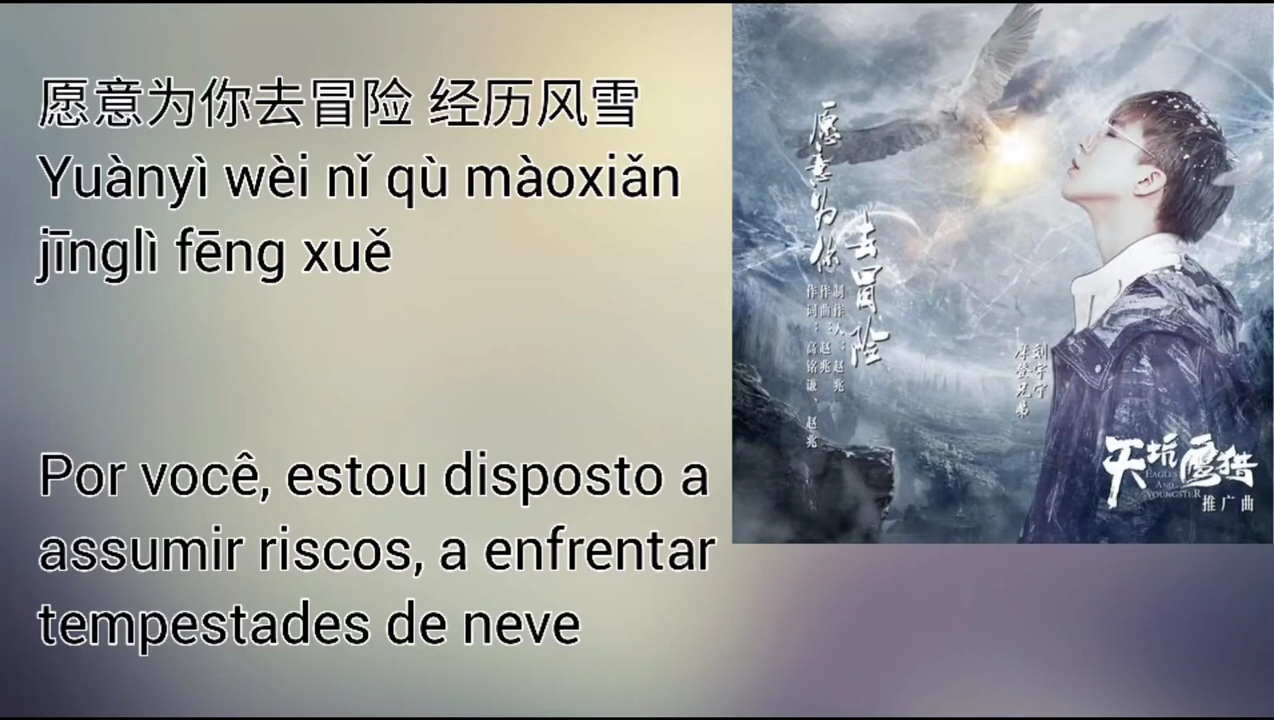 愿意为你去冒险 经历风雪
Yuànyì wèi nǐ qù màoxiǎn
jīnglì fēng xuě
Por você, estou disposto a
assumir riscos, a enfrentar
tempestades de neve
愿意为你
去冒险
制作人：赵兆
作曲：赵兆
作词：高铭谦、赵兆
刘宇宁
摩登兄弟
天坑鹰猎
EAGLES
AND
YOUNGSTER
推广曲